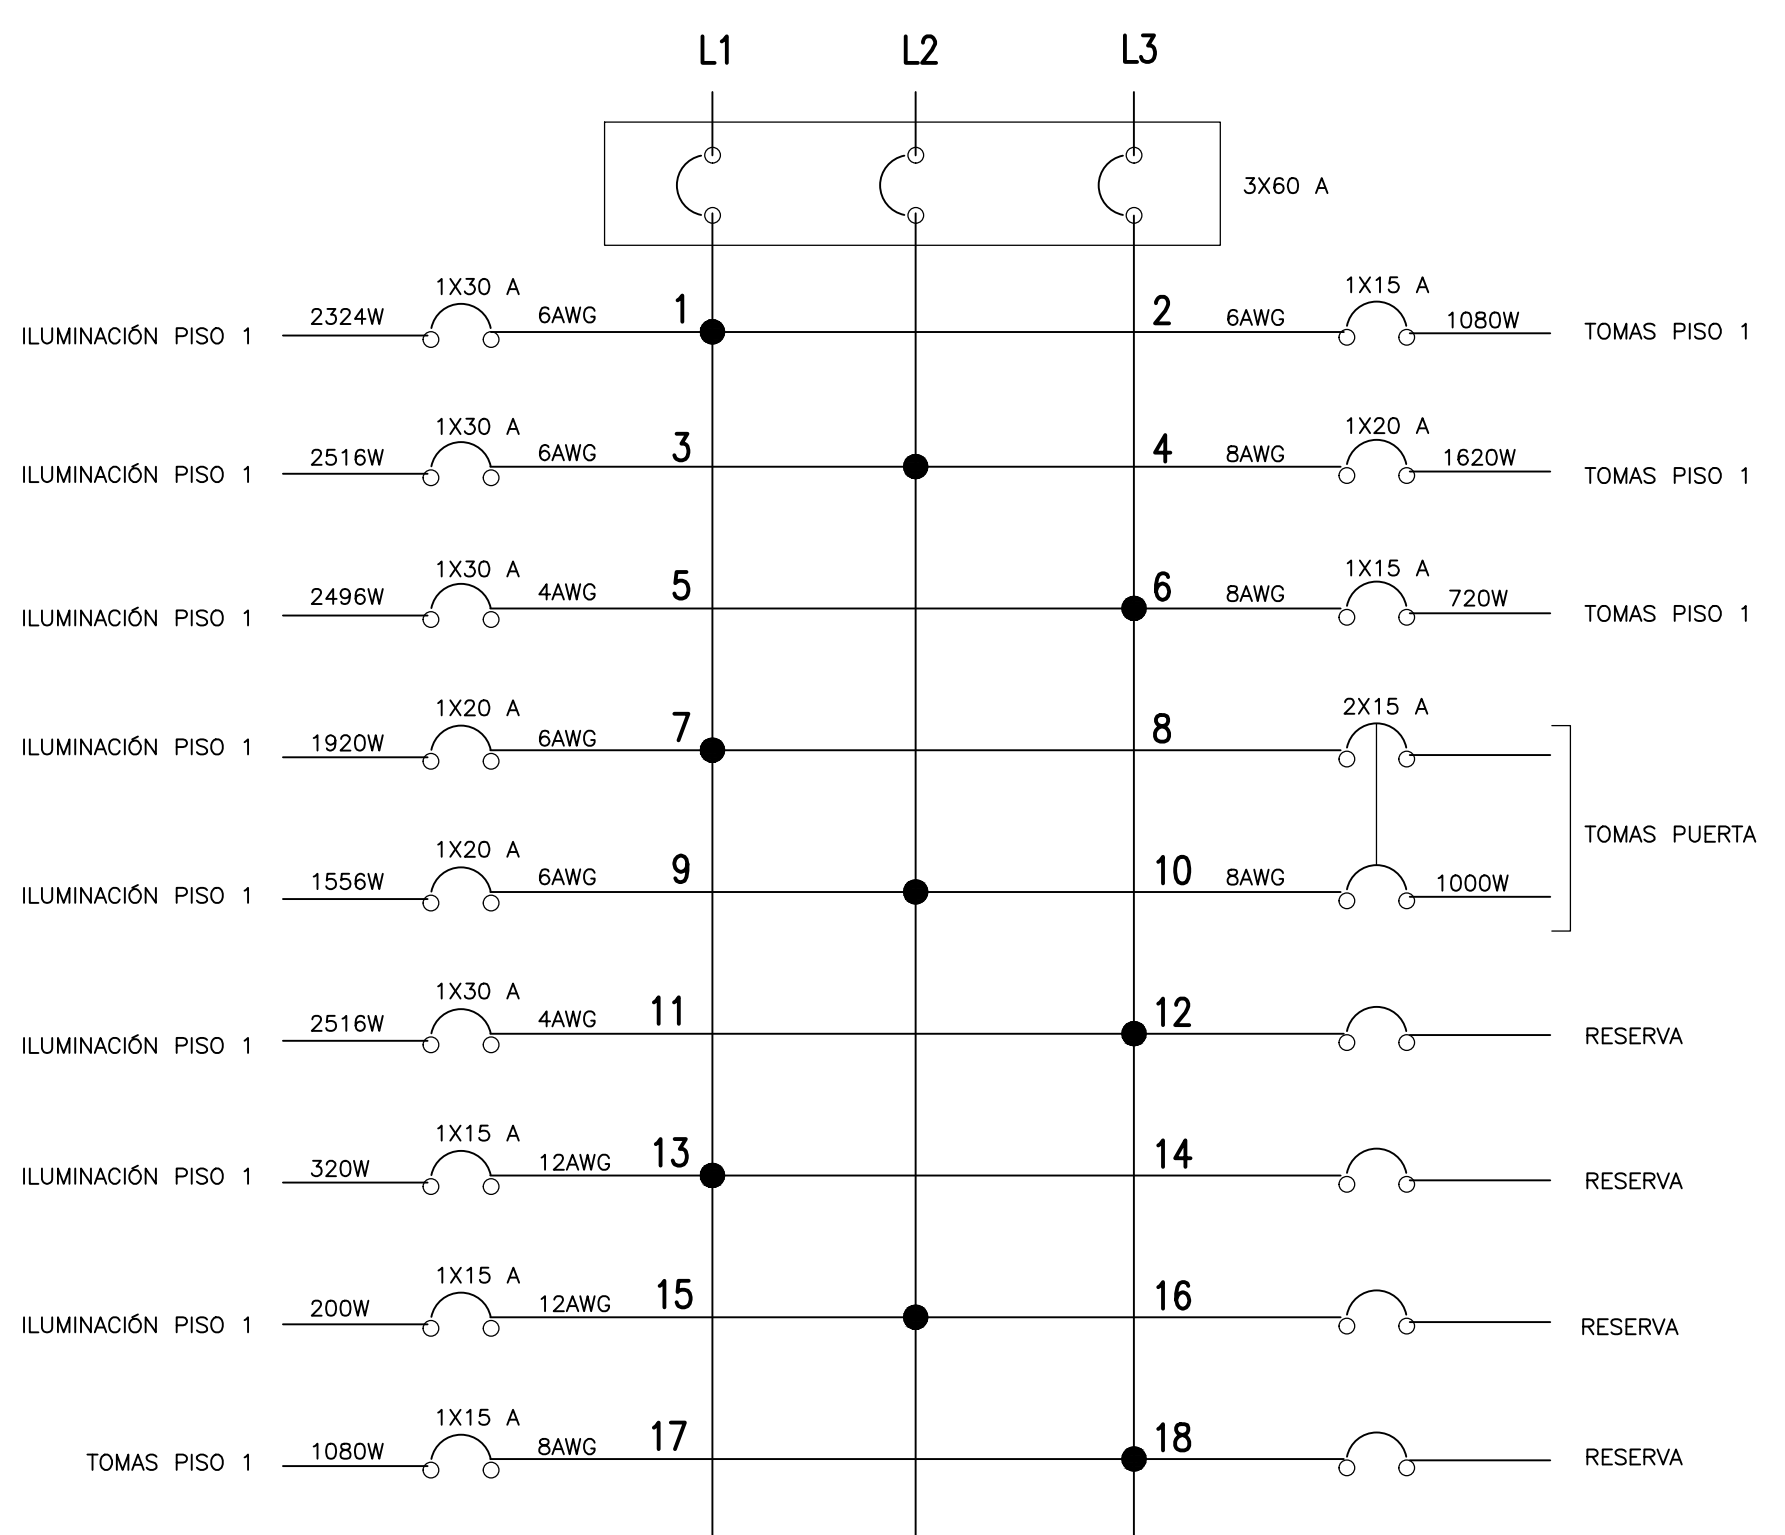 L1 L2 L3
3X60 A
ILUMINACIÓN PISO 1 2324W 1X30 A 6AWG 1 2 6AWG 1X15 A 1080W TOMAS PISO 1
ILUMINACIÓN PISO 1 2516W 1X30 A 6AWG 3 4 8AWG 1X20 A 1620W TOMAS PISO 1
ILUMINACIÓN PISO 1 2496W 1X30 A 4AWG 5 6 8AWG 1X15 A 720W TOMAS PISO 1
ILUMINACIÓN PISO 1 1920W 1X20 A 6AWG 7 8 2X15 A
TOMAS PUERTA
ILUMINACIÓN PISO 1 1556W 1X20 A 6AWG 9 10 8AWG 1000W
ILUMINACIÓN PISO 1 2516W 1X30 A 4AWG 11 12 RESERVA
ILUMINACIÓN PISO 1 320W 1X15 A 12AWG 13 14 RESERVA
ILUMINACIÓN PISO 1 200W 1X15 A 12AWG 15 16 RESERVA
TOMAS PISO 1 1080W 1X15 A 8AWG 17 18 RESERVA